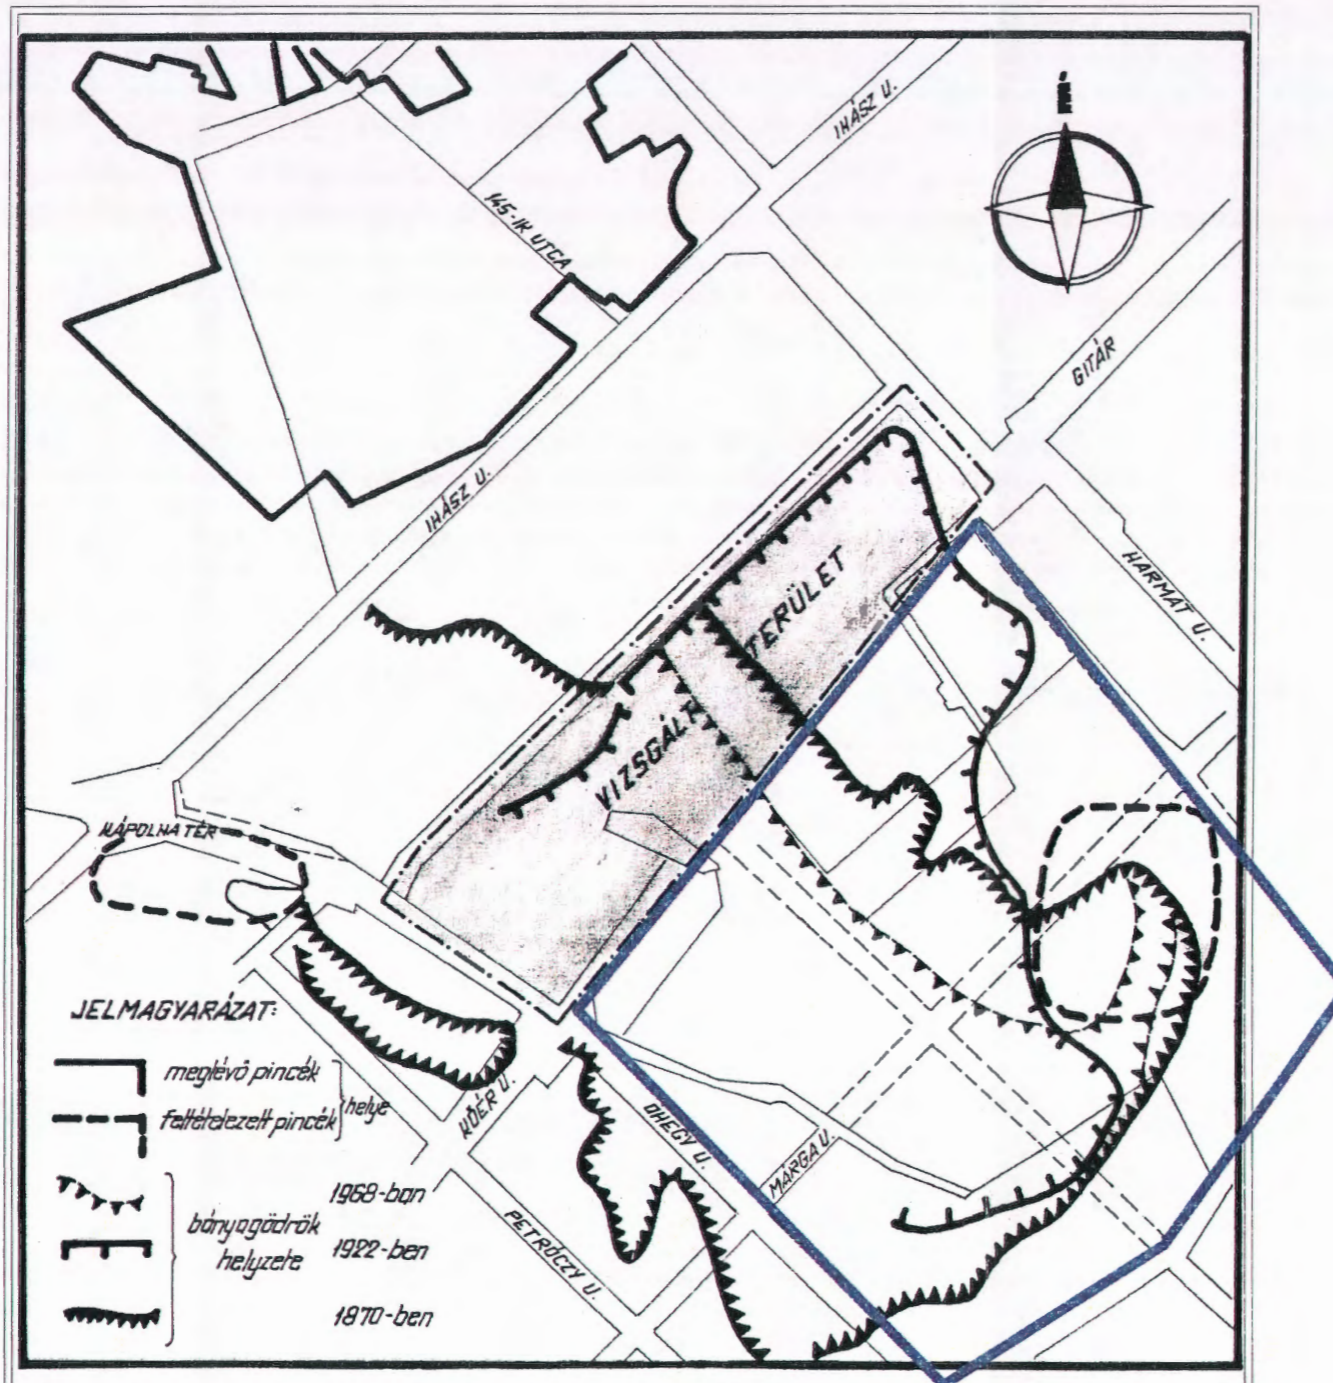 IHÁSZ U.
É
145-IK UTCA
GITÁR
IHÁSZ U.
HARMAT U.
VIZSGÁLT TERÜLET
KÁPOLNA TÉR
JELMAGYARÁZAT:
meglévő pincék
feltételezett pincék
helye
KŐÉR U.
ÓHEGY U.
MÁRGA U.
PETRŐCZY U.
bányagödrök
helyzete
1968-ban
1922-ben
1870-ben